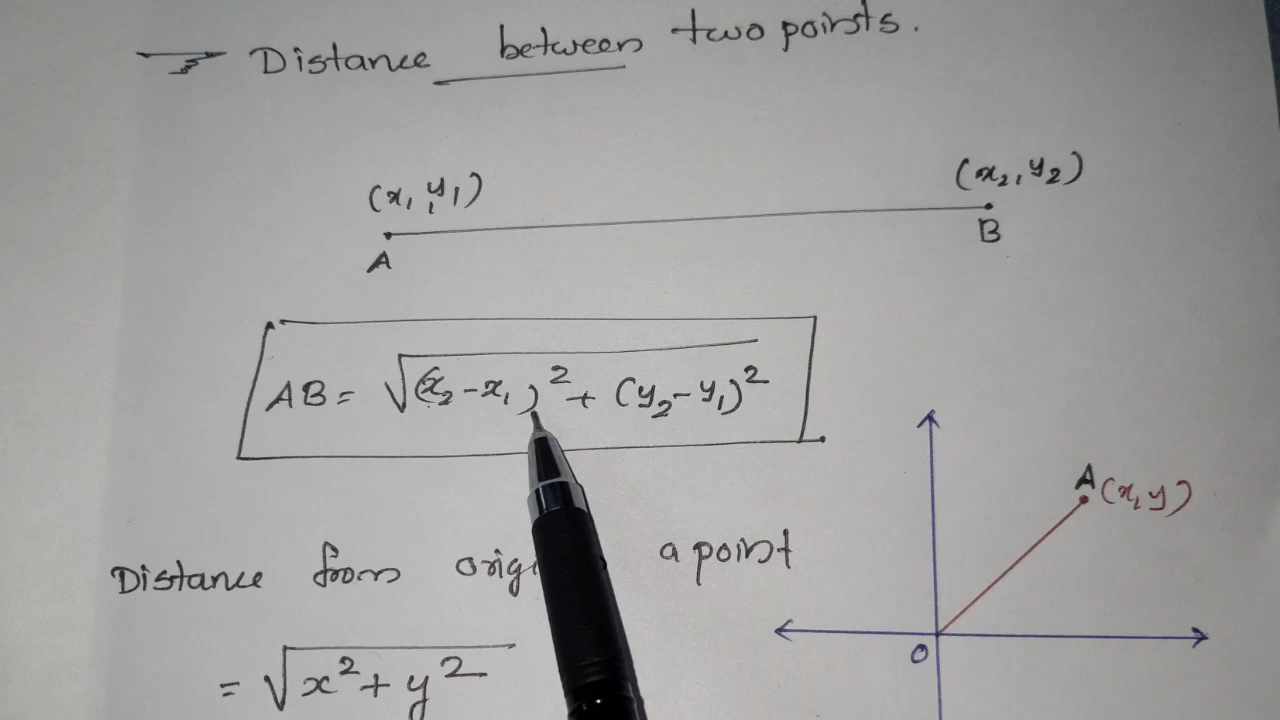 Distance between two points.
(x₁, y₁)
(x₂, y₂)
A
B
AB = √(x₂-x₁)² + (y₂-y₁)²
A (x, y)
Distance from a point
O
= √x² + y²